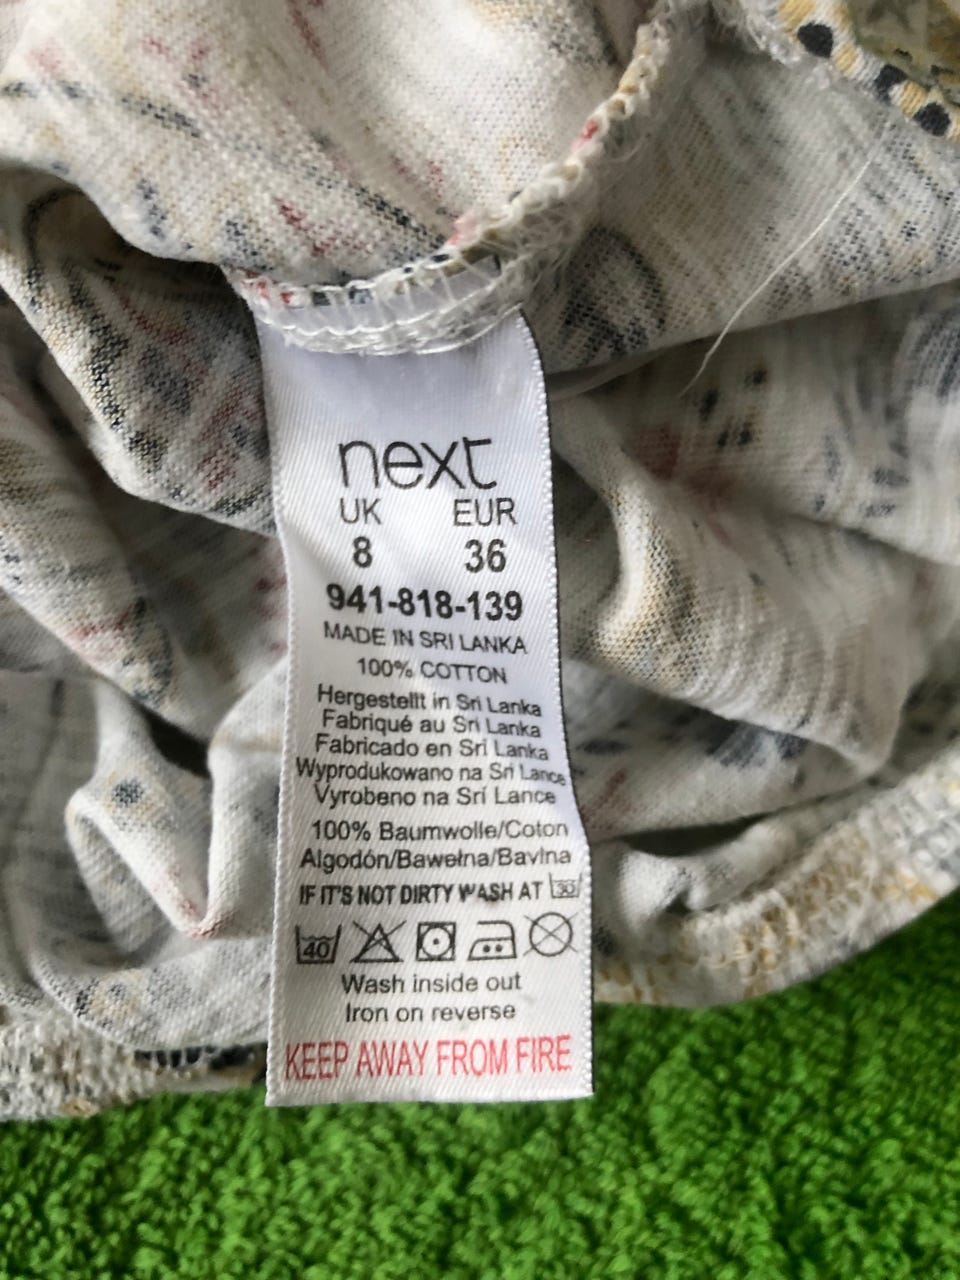 next
UK EUR
8 36
941-818-139
MADE IN SRI LANKA
100% COTTON
Hergestellt in Sri Lanka
Fabriqué au Sri Lanka
Fabricado en Sri Lanka
Wyprodukowano na Sri Lance
Vyrobeno na Srí Lance
100% Baumwolle/Coton
Algodón/Bawełna/Bavlna
IF IT'S NOT DIRTY WASH AT 30
40
Wash inside out
Iron on reverse
KEEP AWAY FROM FIRE